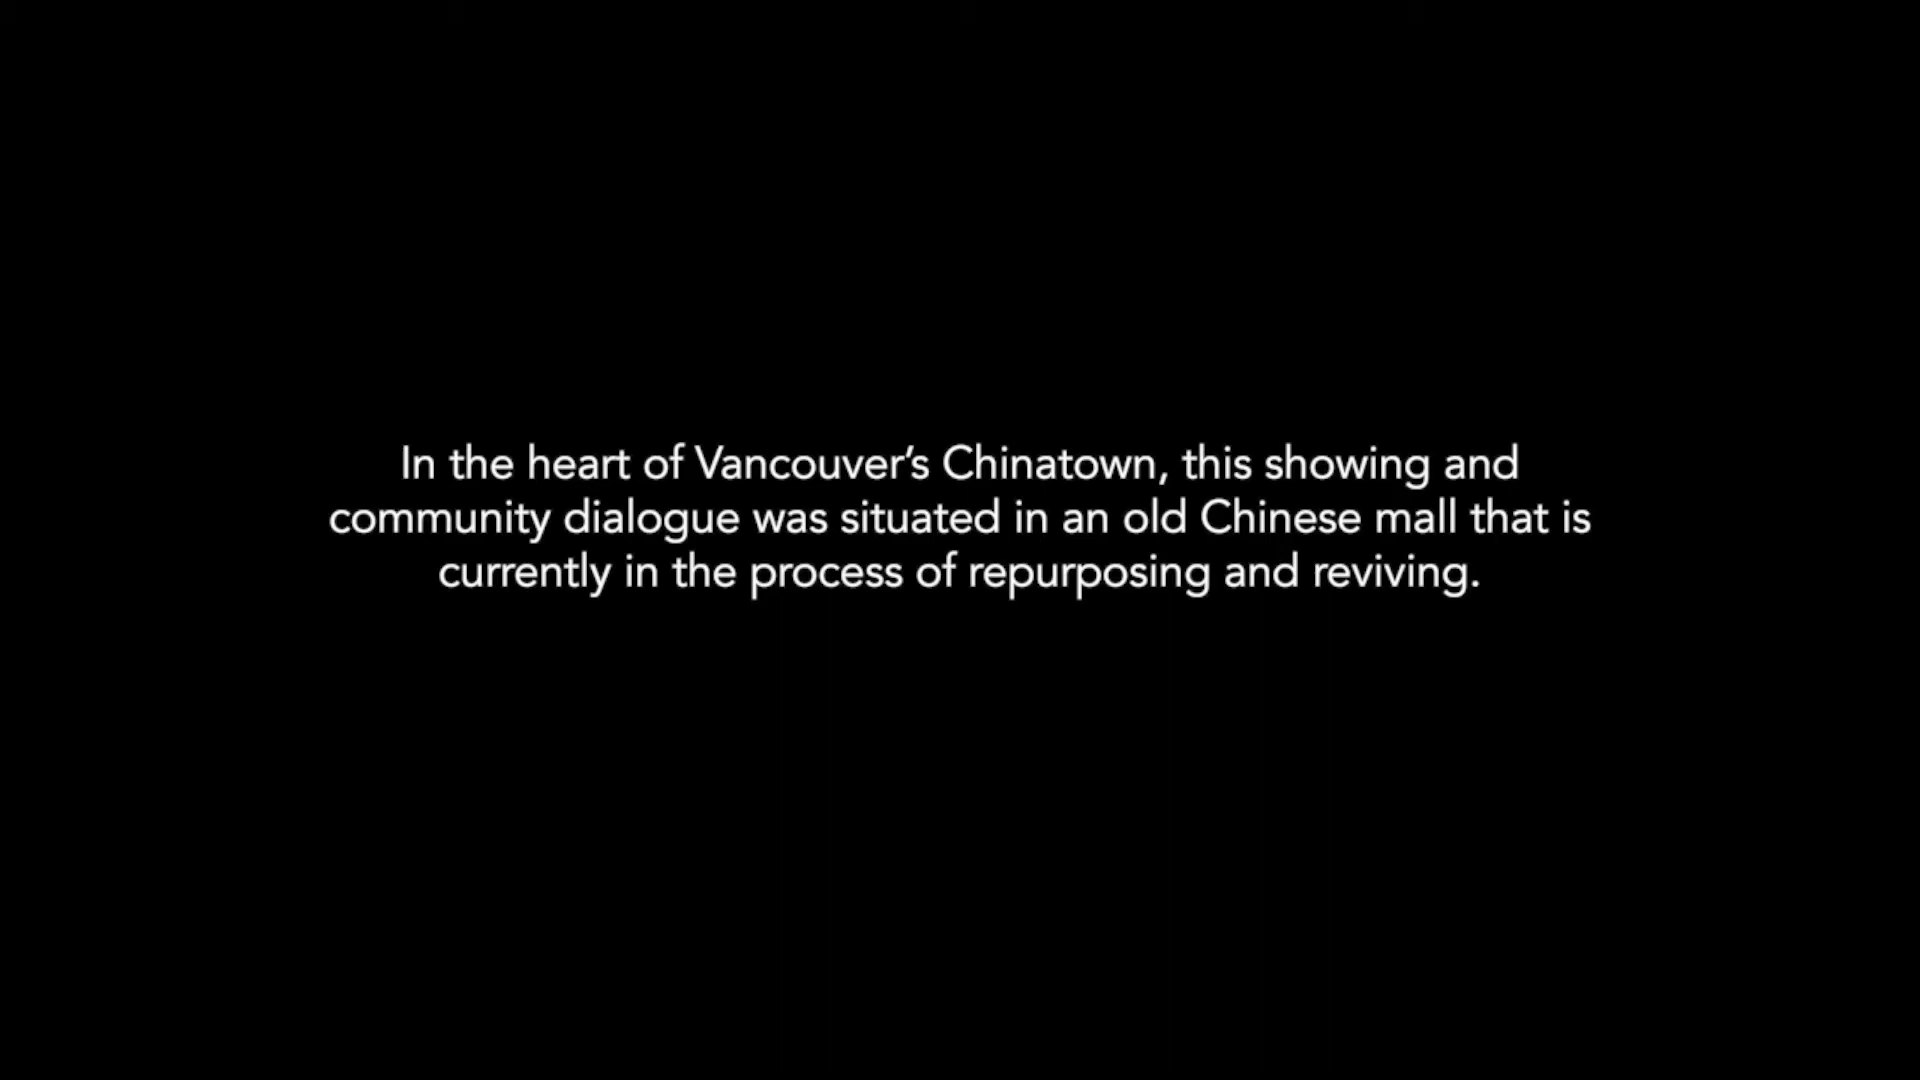 In the heart of Vancouver’s Chinatown, this showing and
community dialogue was situated in an old Chinese mall that is
currently in the process of repurposing and reviving.